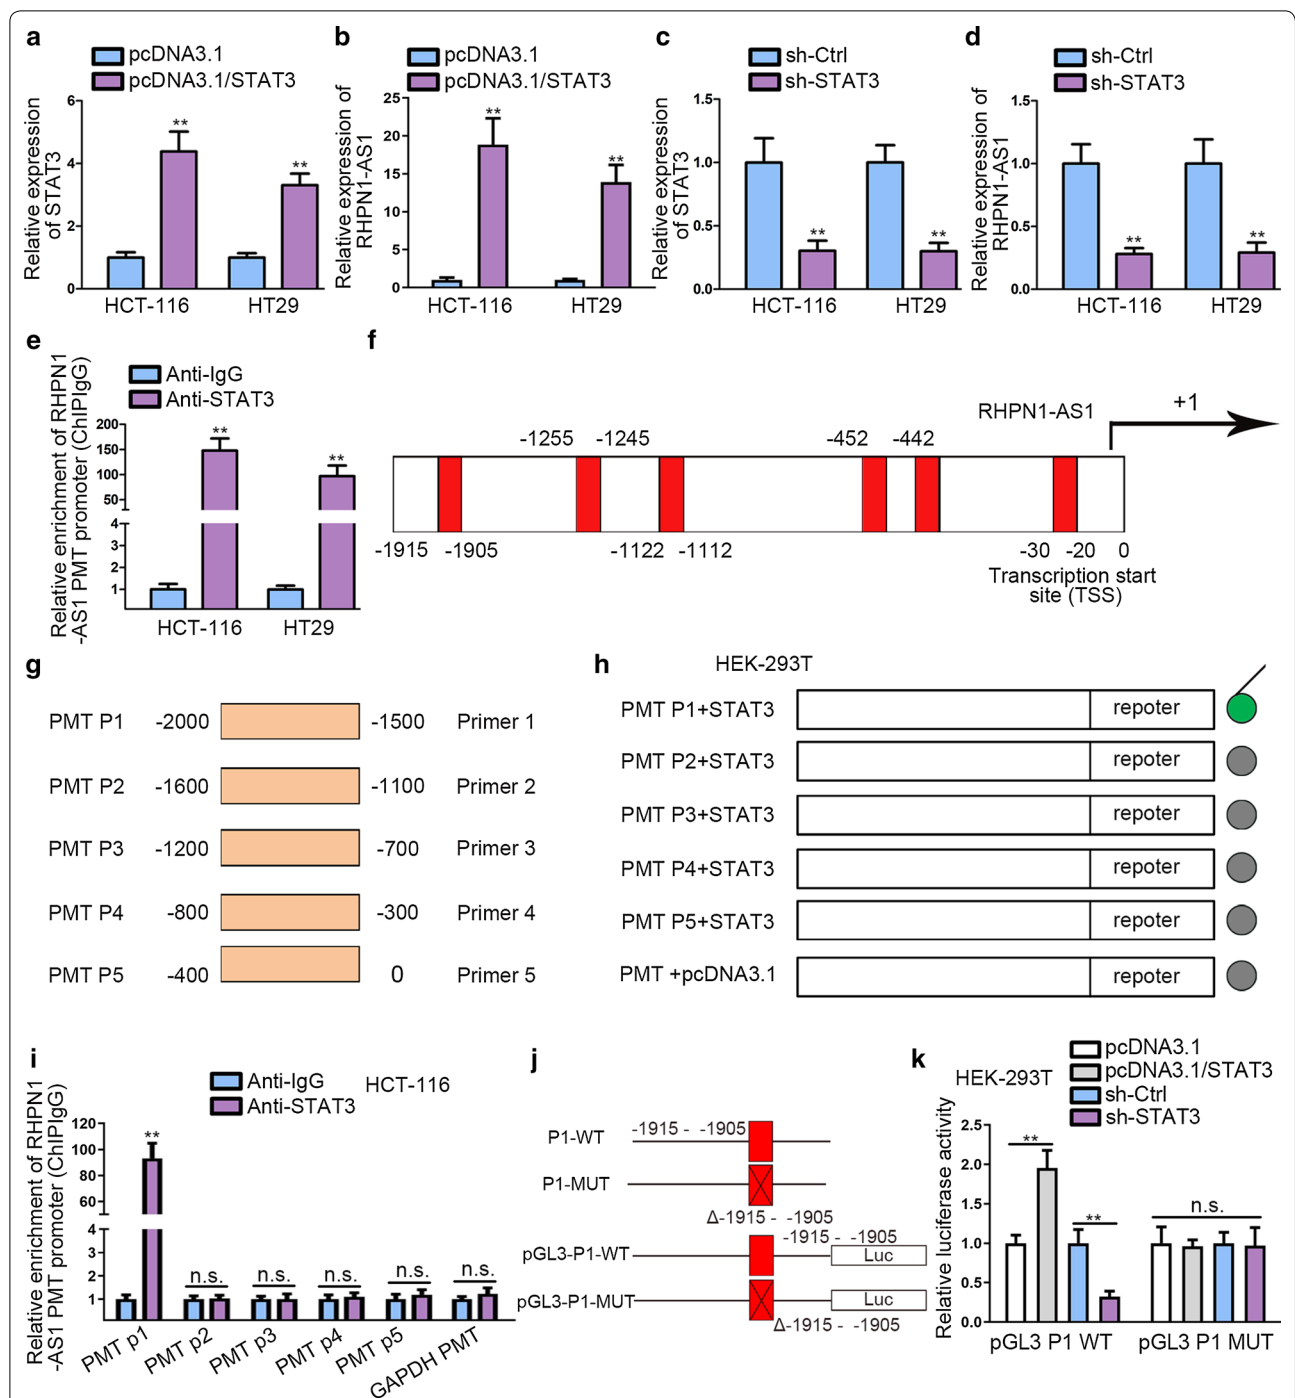 a
pcDNA3.1
pcDNA3.1/STAT3
Relative expression
of STAT3
6
4
2
0
**
**
HCT-116
HT29
b
pcDNA3.1
pcDNA3.1/STAT3
Relative expression of
RHPN1-AS1
25
20
15
10
5
0
**
**
HCT-116
HT29
c
sh-Ctrl
sh-STAT3
Relative expression
of STAT3
1.5
1.0
0.5
0.0
**
**
HCT-116
HT29
d
sh-Ctrl
sh-STAT3
Relative expression of
RHPN1-AS1
1.5
1.0
0.5
0.0
**
**
HCT-116
HT29
e
Anti-IgG
Anti-STAT3
Relative enrichment of RHPN1
-AS1 PMT promoter (ChIPIgG)
200
150
100
50
4
3
2
1
**
**
HCT-116
HT29
f
RHPN1-AS1
+1
-1255
-1245
-452
-442
-1915
-1905
-1122
-1112
-30
-20
0
Transcription start
site (TSS)
g
PMT P1 -2000 -1500 Primer 1
PMT P2 -1600 -1100 Primer 2
PMT P3 -1200 -700 Primer 3
PMT P4 -800 -300 Primer 4
PMT P5 -400 0 Primer 5
h
HEK-293T
PMT P1+STAT3 repoter
PMT P2+STAT3 repoter
PMT P3+STAT3 repoter
PMT P4+STAT3 repoter
PMT P5+STAT3 repoter
PMT +pcDNA3.1 repoter
i
Anti-IgG
Anti-STAT3
HCT-116
Relative enrichment of RHPN1
-AS1 PMT promoter (ChIPIgG)
120
100
80
60
4
3
2
1
**
n.s.
n.s.
n.s.
n.s.
n.s.
PMT p1
PMT p2
PMT p3
PMT p4
PMT p5
GAPDH PMT
j
P1-WT
-1915 - -1905
P1-MUT
Δ-1915 - -1905
pGL3-P1-WT
-1915 - -1905
Luc
pGL3-P1-MUT
Luc
Δ-1915 - -1905
k
HEK-293T
pcDNA3.1
pcDNA3.1/STAT3
sh-Ctrl
sh-STAT3
Relative luciferase activity
2.5
2.0
1.5
1.0
0.5
0.0
**
**
n.s.
pGL3 P1 WT
pGL3 P1 MUT